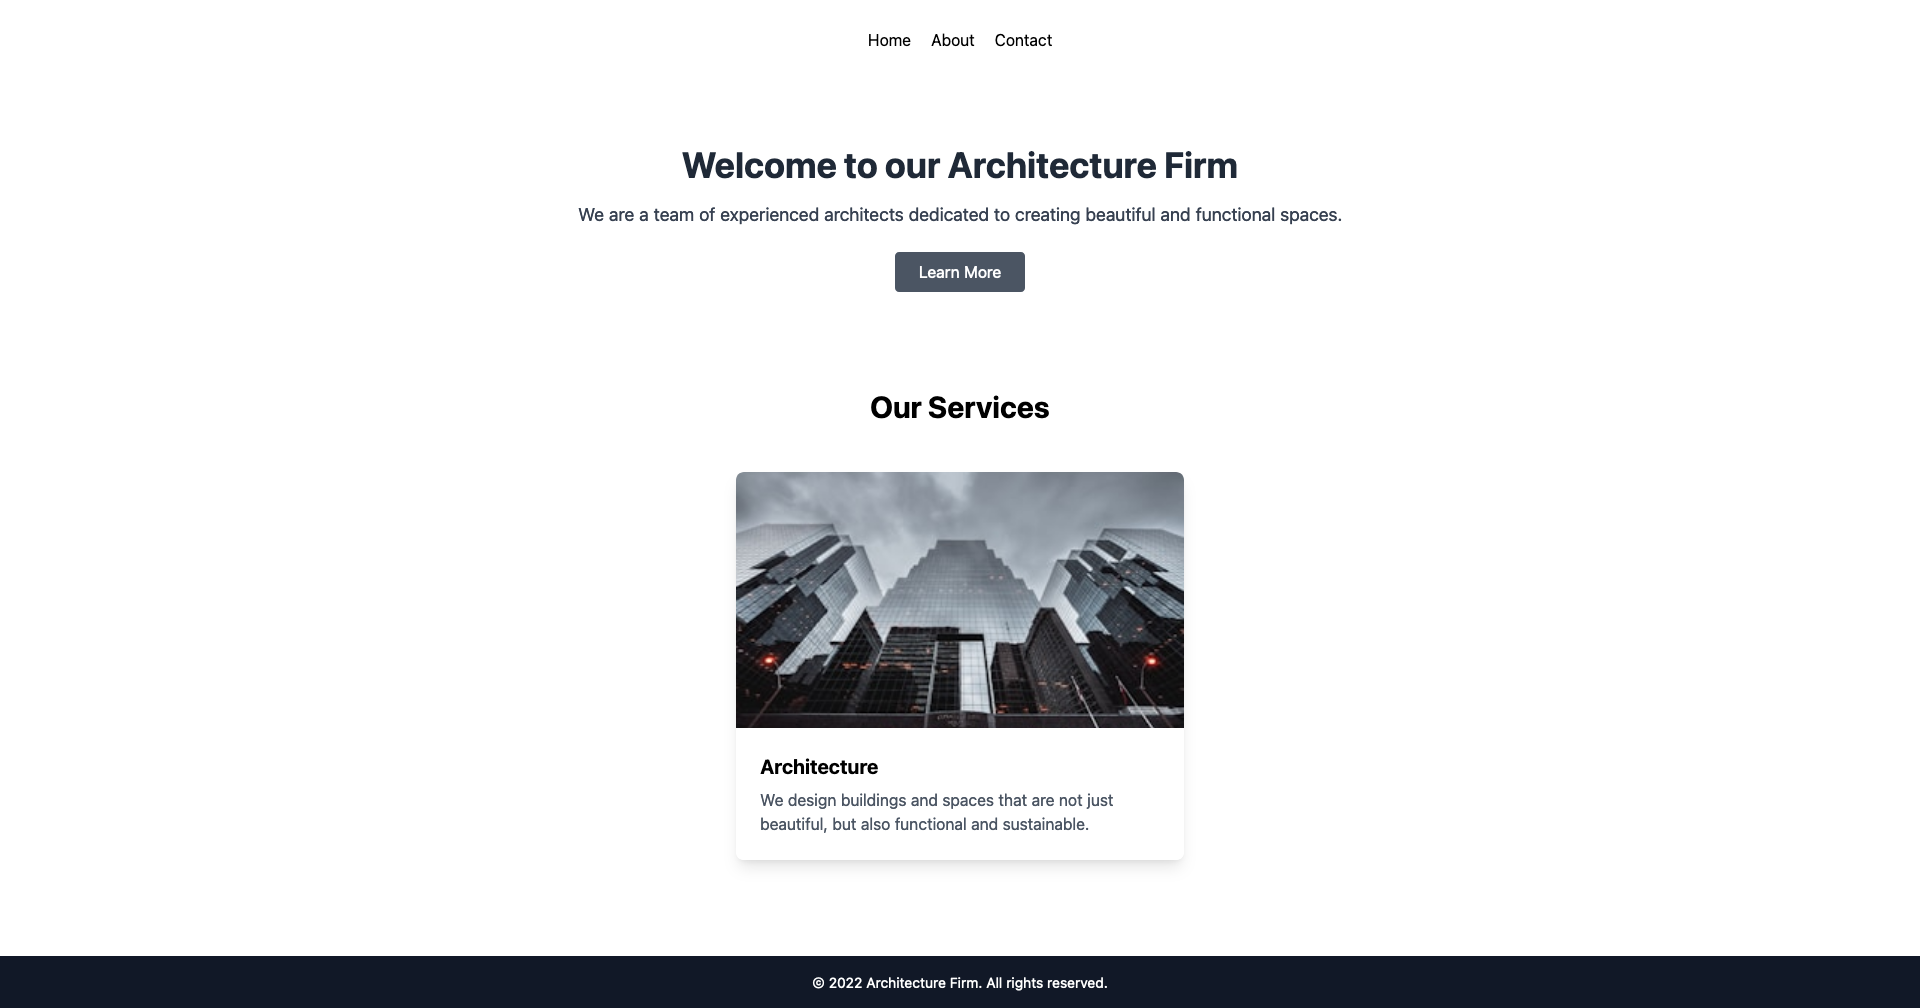 Home About Contact
Welcome to our Architecture Firm
We are a team of experienced architects dedicated to creating beautiful and functional spaces.
Learn More
Our Services
Architecture
We design buildings and spaces that are not just
beautiful, but also functional and sustainable.
© 2022 Architecture Firm. All rights reserved.